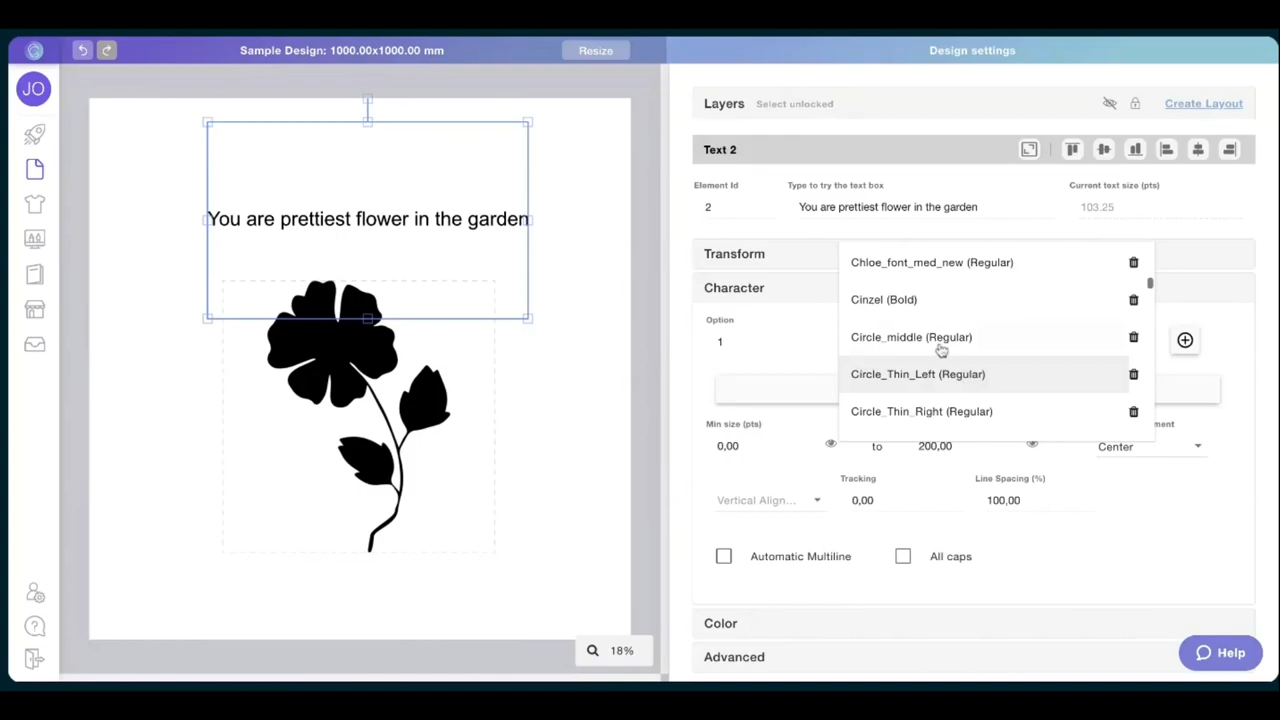 Sample Design: 1000.00x1000.00 mm
Resize
Design settings
JO
Layers
Select unlocked
Create Layout
Text 2
Element Id
Type to try the text box
Current text size (pts)
2
You are prettiest flower in the garden
103.25
You are prettiest flower in the garden
Transform
Chloe_font_med_new (Regular)
Character
Cinzel (Bold)
Option
1
Circle_middle (Regular)
Circle_Thin_Left (Regular)
Circle_Thin_Right (Regular)
Min size (pts)
ment
0,00
to
200,00
Center
Tracking
Line Spacing (%)
Vertical Align...
0,00
100,00
Automatic Multiline
All caps
Color
18%
Advanced
Help